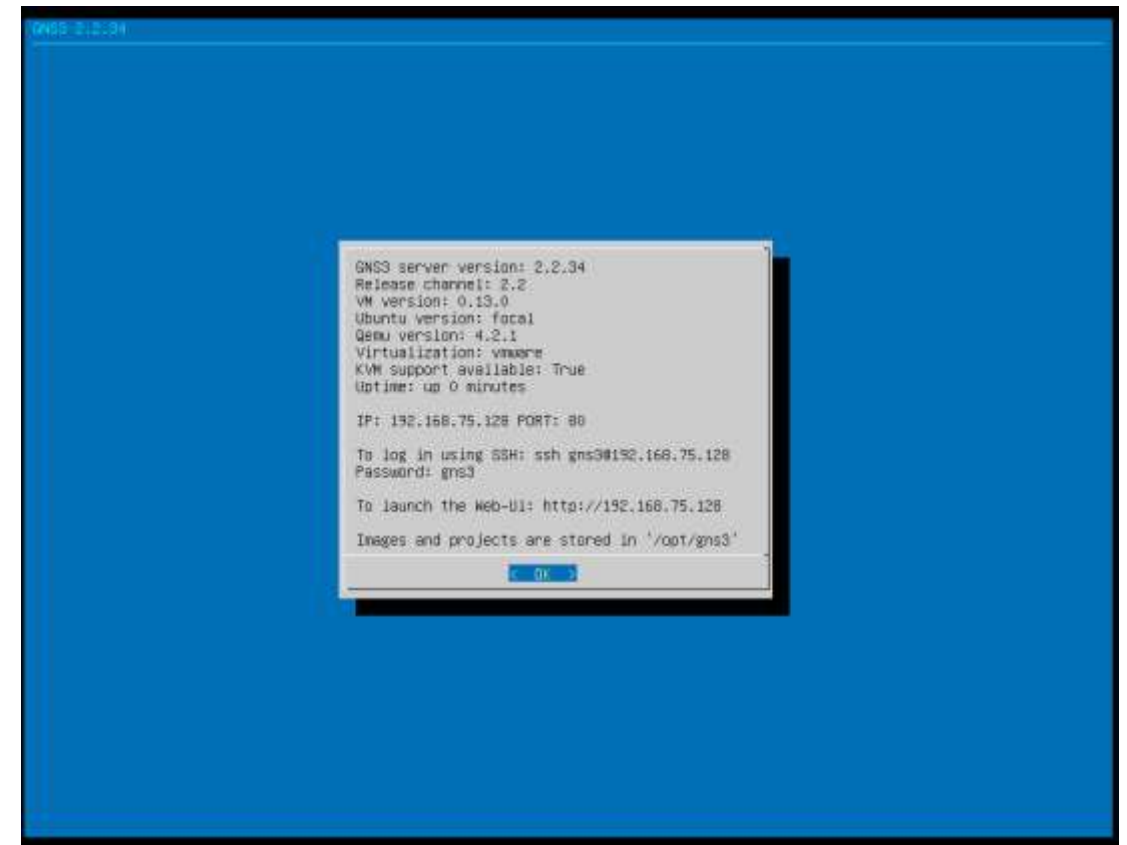 GNS3 2.2.34
GNS3 server version: 2.2.34
Release channel: 2.2
VM version: 0.13.0
Ubuntu version: focal
Qemu version: 4.2.1
Virtualization: vmware
KVM support available: True
Uptime: up 0 minutes
IP: 192.168.75.128 PORT: 80
To log in using SSH: ssh gns3@192.168.75.128
Password: gns3
To launch the Web-Ui: http://192.168.75.128
Images and projects are stored in '/opt/gns3'
< OK >